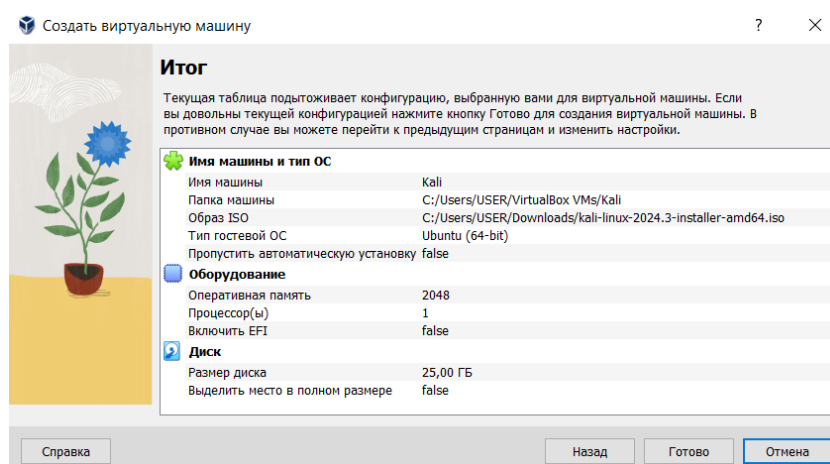 Создать виртуальную машину
?
Итог
Текущая таблица подытоживает конфигурацию, выбранную вами для виртуальной машины. Если
вы довольны текущей конфигурацией нажмите кнопку Готово для создания виртуальной машины. В
противном случае вы можете перейти к предыдущим страницам и изменить настройки.
Имя машины и тип ОС
Имя машины Kali
Папка машины C:/Users/USER/VirtualBox VMs/Kali
Образ ISO C:/Users/USER/Downloads/kali-linux-2024.3-installer-amd64.iso
Тип гостевой ОС Ubuntu (64-bit)
Пропустить автоматическую установку false
Оборудование
Оперативная память 2048
Процессор(ы) 1
Включить EFI false
Диск
Размер диска 25,00 ГБ
Выделить место в полном размере false
Справка Назад Готово Отмена